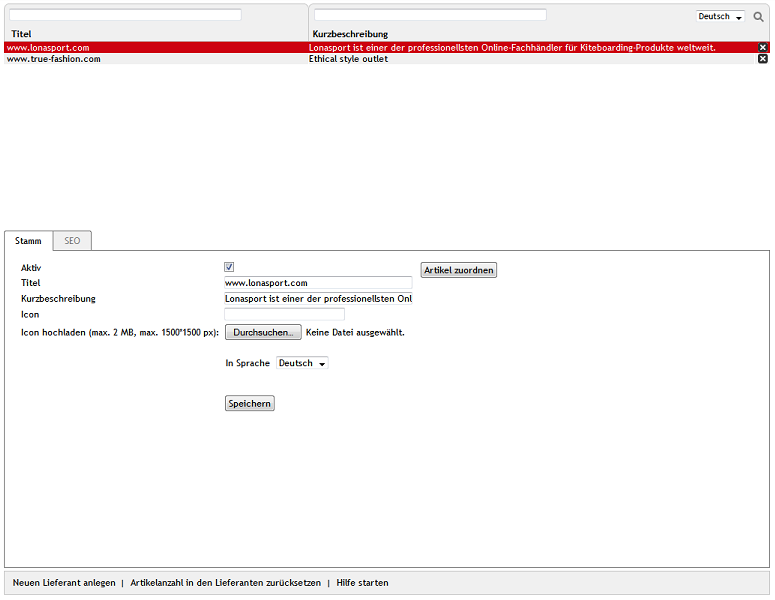 Deutsch
Titel Kurzbeschreibung
www.lonasport.com Lonasport ist einer der professionellsten Online-Fachhändler für Kiteboarding-Produkte weltweit.
www.true-fashion.com Ethical style outlet
Stamm SEO
Aktiv Artikel zuordnen
Titel www.lonasport.com
Kurzbeschreibung Lonasport ist einer der professionellsten Onl
Icon
Icon hochladen (max. 2 MB, max. 1500*1500 px): Durchsuchen... Keine Datei ausgewählt.
In Sprache Deutsch
Speichern
Neuen Lieferant anlegen | Artikelanzahl in den Lieferanten zurücksetzen | Hilfe starten